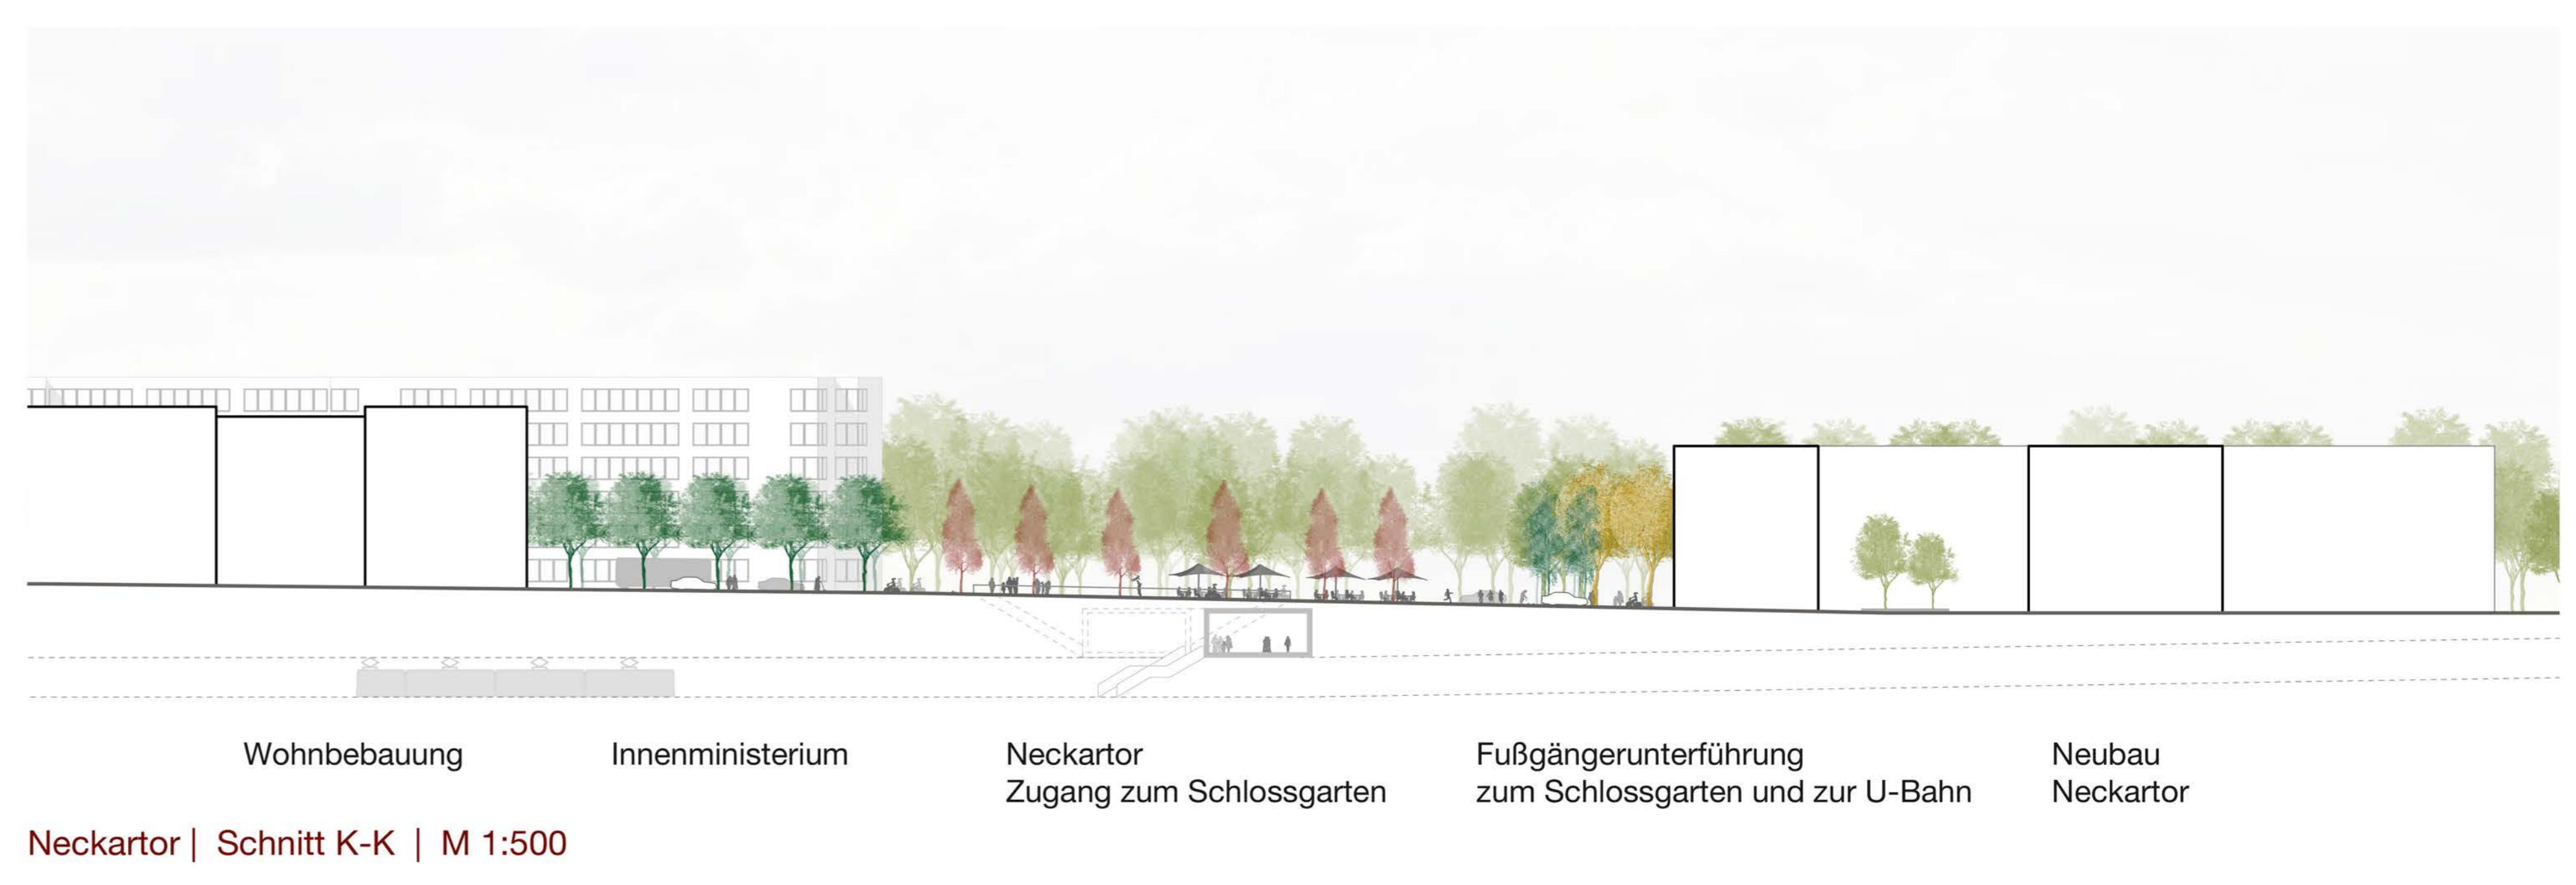 Wohnbebauung
Innenministerium
Neckartor
Zugang zum Schlossgarten
Fußgängerunterführung
zum Schlossgarten und zur U-Bahn
Neubau
Neckartor
Neckartor | Schnitt K-K | M 1:500